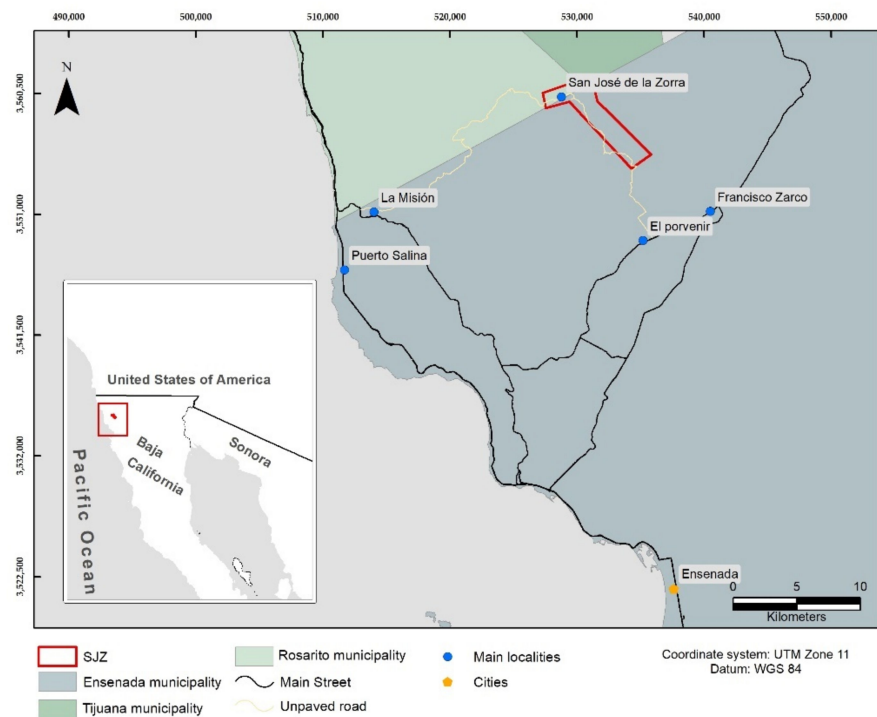 490,000 500,000 510,000 520,000 530,000 540,000 550,000
N
3,560,500
3,551,000
3,541,500
3,532,000
3,522,500
San José de la Zorra
La Misión
Francisco Zarco
El porvenir
Puerto Salina
Ensenada
United States of America
Baja
California
Sonora
Pacific Ocean
0 5 10
Kilometers
SJZ
Ensenada municipality
Tijuana municipality
Rosarito municipality
Main Street
Unpaved road
Main localities
Cities
Coordinate system: UTM Zone 11
Datum: WGS 84